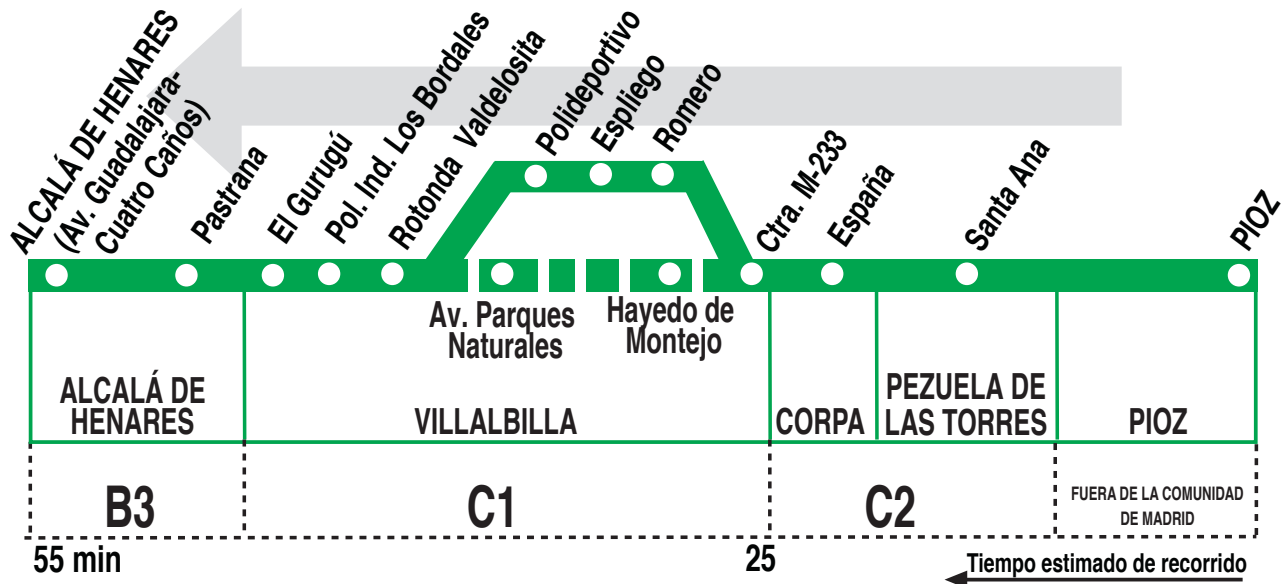 ALCALÁ DE HENARES
(Av. Guadalajara-
Cuatro Caños)
Pastrana
El Gurugú
Pol. Ind. Los Bordales
Rotonda Valdelosita
Polideportivo
Espliego
Romero
Ctra. M-233
España
Santa Ana
PIOZ
Av. Parques
Naturales
Hayedo de
Montejo
ALCALÁ DE
HENARES
VILLALBILLA
CORPA
PEZUELA DE
LAS TORRES
PIOZ
B3
C1
C2
FUERA DE LA COMUNIDAD
DE MADRID
55 min
25
Tiempo estimado de recorrido